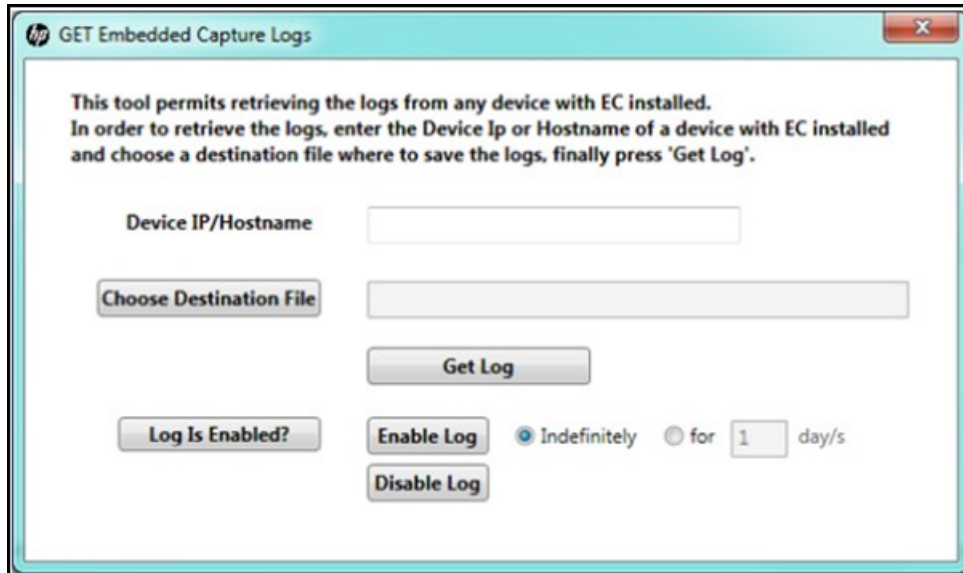 hp GET Embedded Capture Logs
This tool permits retrieving the logs from any device with EC installed.
In order to retrieve the logs, enter the Device Ip or Hostname of a device with EC installed
and choose a destination file where to save the logs, finally press 'Get Log'.
Device IP/Hostname
Choose Destination File
Get Log
Log Is Enabled? Enable Log Indefinitely for 1 day/s
Disable Log